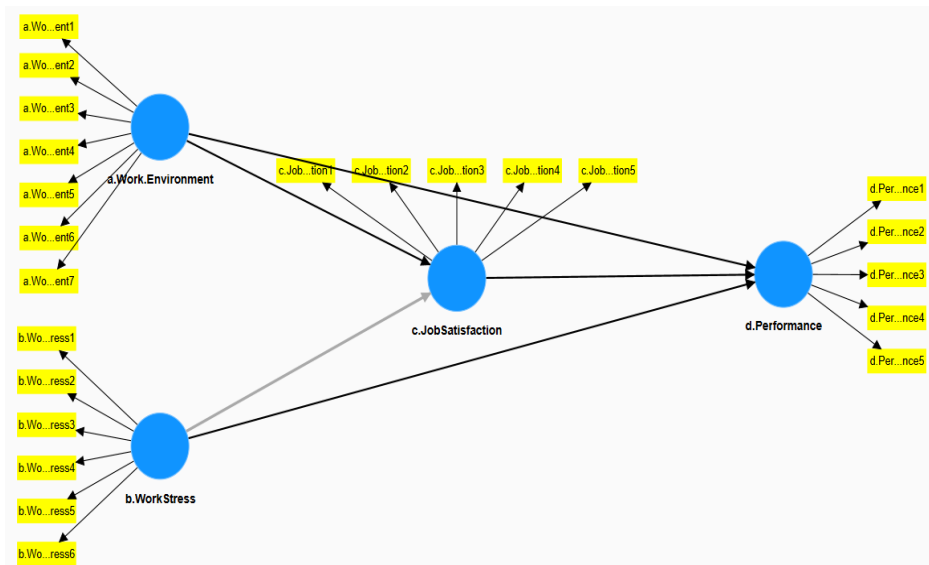 a.Wo...ent1
a.Wo...ent2
a.Wo...ent3
a.Wo...ent4
a.Wo...ent5
a.Wo...ent6
a.Wo...ent7
a.Work.Environment
b.Wo...ress1
b.Wo...ress2
b.Wo...ress3
b.Wo...ress4
b.Wo...ress5
b.Wo...ress6
b.WorkStress
c.Job...tion1
c.Job...tion2
c.Job...tion3
c.Job...tion4
c.Job...tion5
c.JobSatisfaction
d.Per...nce1
d.Per...nce2
d.Per...nce3
d.Per...nce4
d.Per...nce5
d.Performance